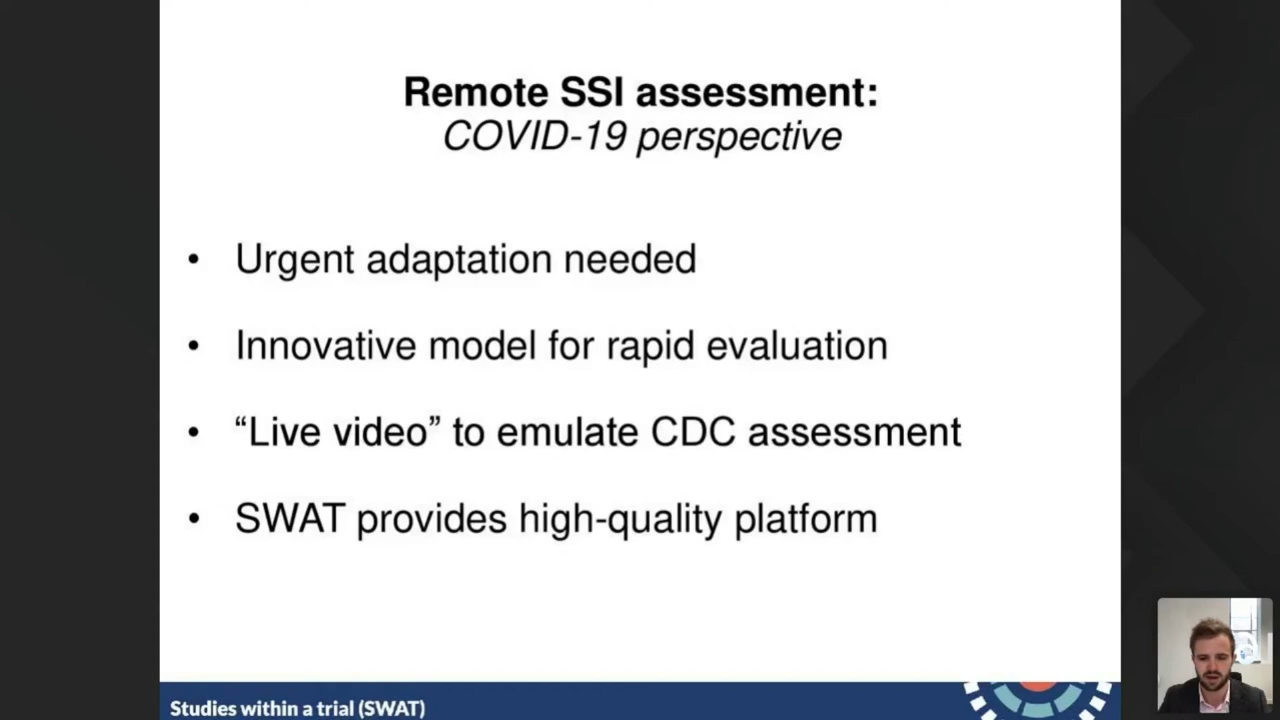 Remote SSI assessment:
COVID-19 perspective
• Urgent adaptation needed
• Innovative model for rapid evaluation
• “Live video” to emulate CDC assessment
• SWAT provides high-quality platform
Studies within a trial (SWAT)